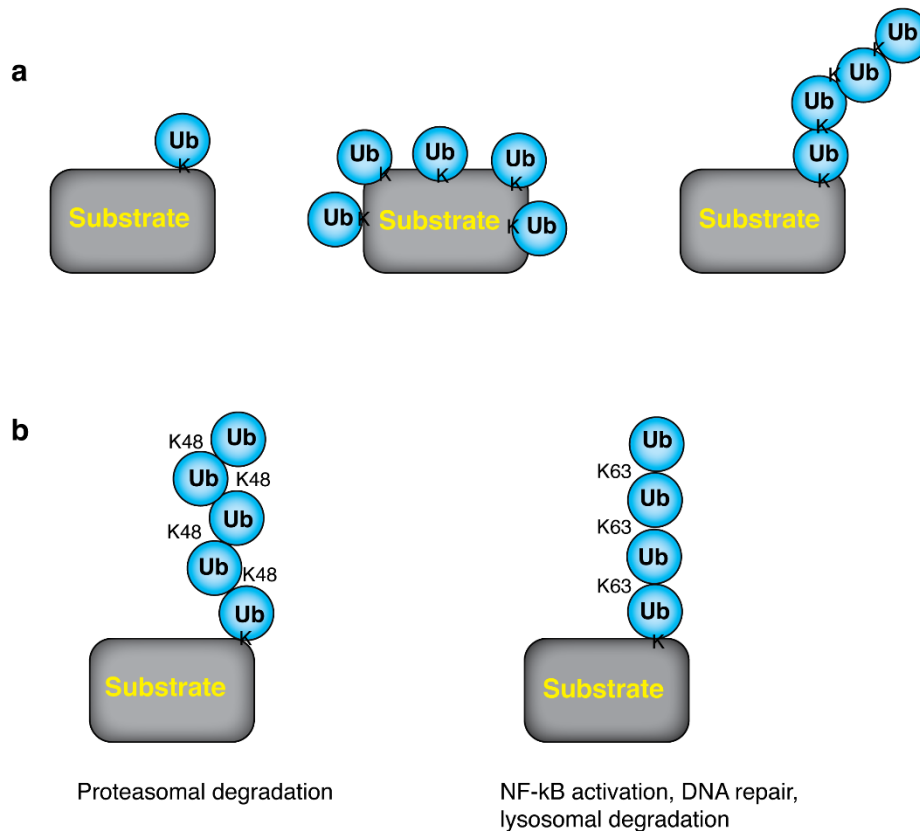 a
Ub
K
Substrate
Ub
K
Ub
K
Ub
K
Ub
K
Ub
K
Substrate
Ub
K
Ub
K
Ub
K
Ub
K
Substrate
b
Ub
K48
Ub
K48
Ub
K48
Ub
K48
Ub
K
Substrate
Proteasomal degradation
Ub
K63
Ub
K63
Ub
K63
Ub
K
Substrate
NF-kB activation, DNA repair,
lysosomal degradation